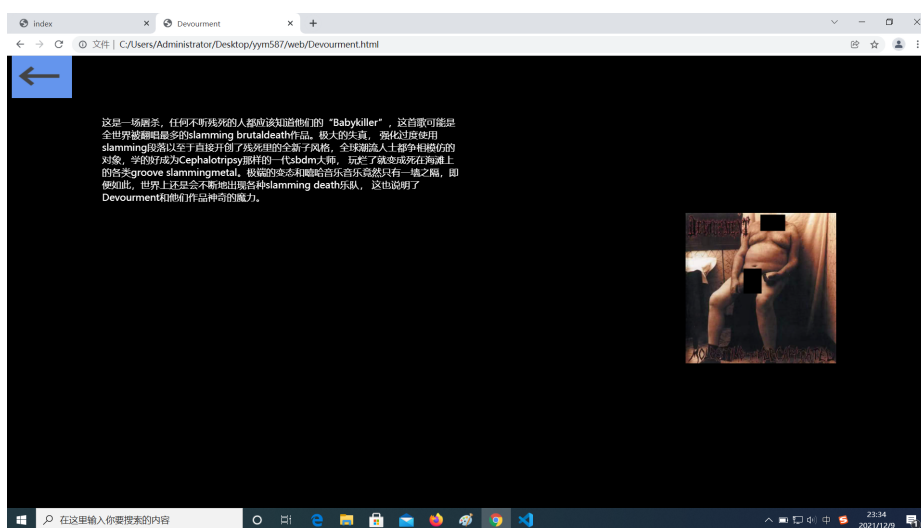 index
Devourment
文件 | C:/Users/Administrator/Desktop/yym587/web/Devourment.html
这是一场屠杀，任何不听残死的人都应该知道他们的“Babykiller”，这首歌可能是
全世界被翻唱最多的slamming brutaldeath作品。极大的失真， 强化过度使用
slamming段落以至于直接开创了残死里的全新子风格，全球潮流人士都争相模仿的
对象，学的好成为Cephalotripsy那样的一代sbdm大师， 玩烂了就变成死在海滩上
的各类groove slammingmetal。极端的变态和嘻哈音乐音乐竟然只有一墙之隔，即
便如此，世界上还是会不断地出现各种slamming death乐队， 这也说明了
Devourment和他们作品神奇的魔力。
在这里输入你要搜索的内容
中
23:34
2021/12/9